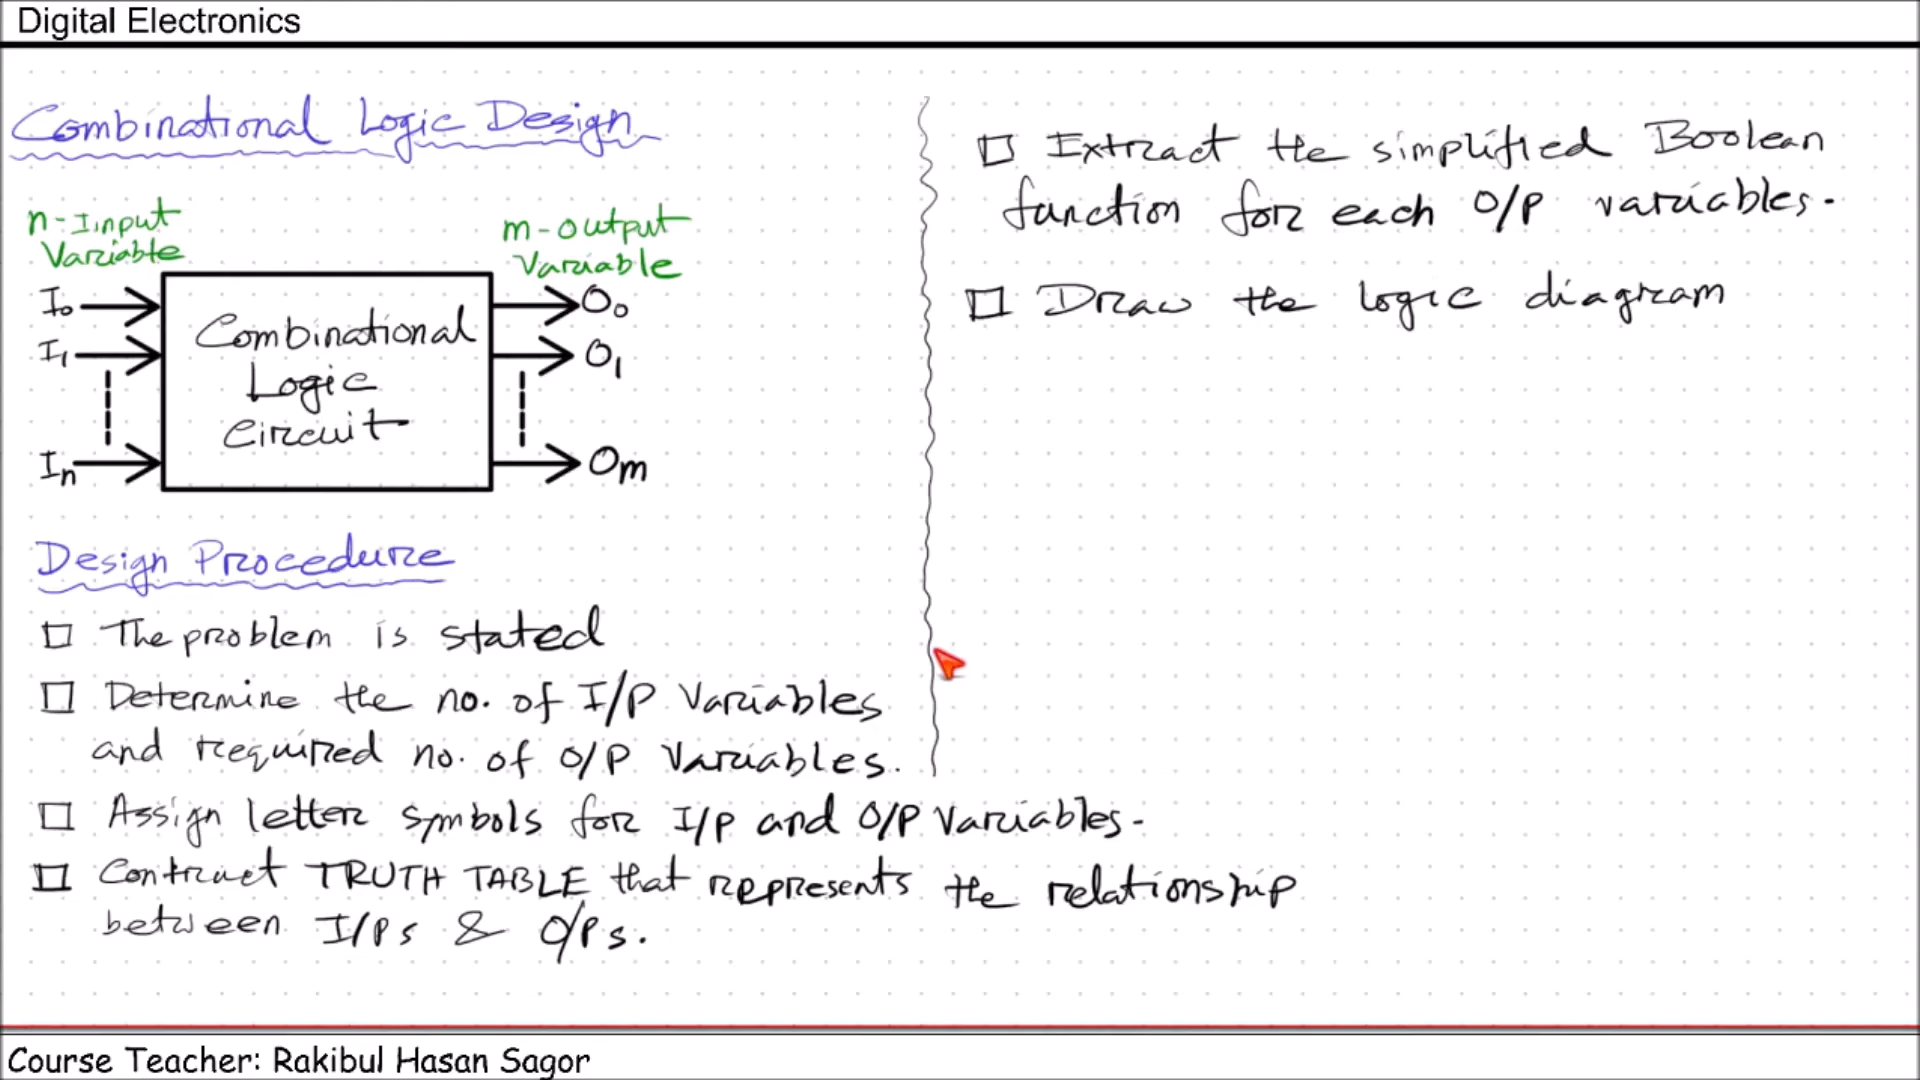 Digital Electronics
Combinational Logic Design
n-Input
Variable
m-output
Variable
I₀
I₁
Iₙ
Combinational
Logic
Circuit
O₀
O₁
Oₘ
Design Procedure
□ The problem is stated
□ Determine the no. of I/P Variables
and required no. of O/P Variables.
□ Assign letter symbols for I/P and O/P Variables.
□ Contruct TRUTH TABLE that represents the relationship
between I/Ps & O/Ps.
□ Extract the simplified Boolean
function for each O/P variables.
□ Draw the logic diagram
Course Teacher: Rakibul Hasan Sagor